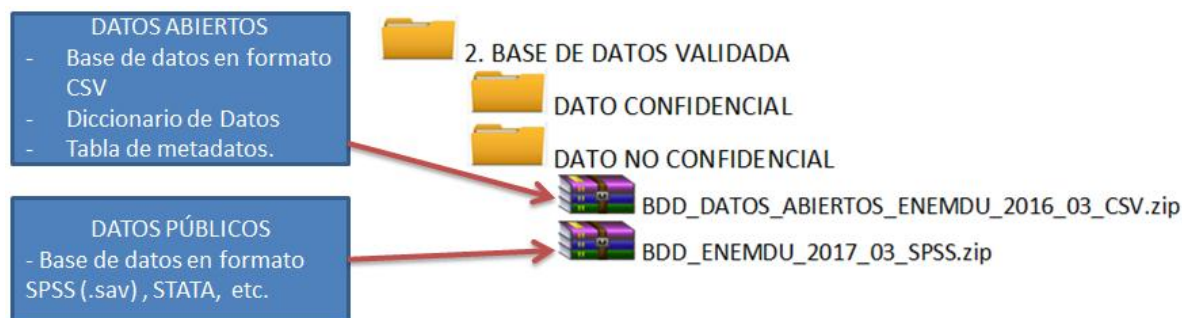 DATOS ABIERTOS
- Base de datos en formato
CSV
- Diccionario de Datos
- Tabla de metadatos.
DATOS PÚBLICOS
- Base de datos en formato
SPSS (.sav) , STATA, etc.
2. BASE DE DATOS VALIDADA
DATO CONFIDENCIAL
DATO NO CONFIDENCIAL
BDD_DATOS_ABIERTOS_ENEMDU_2016_03_CSV.zip
BDD_ENEMDU_2017_03_SPSS.zip